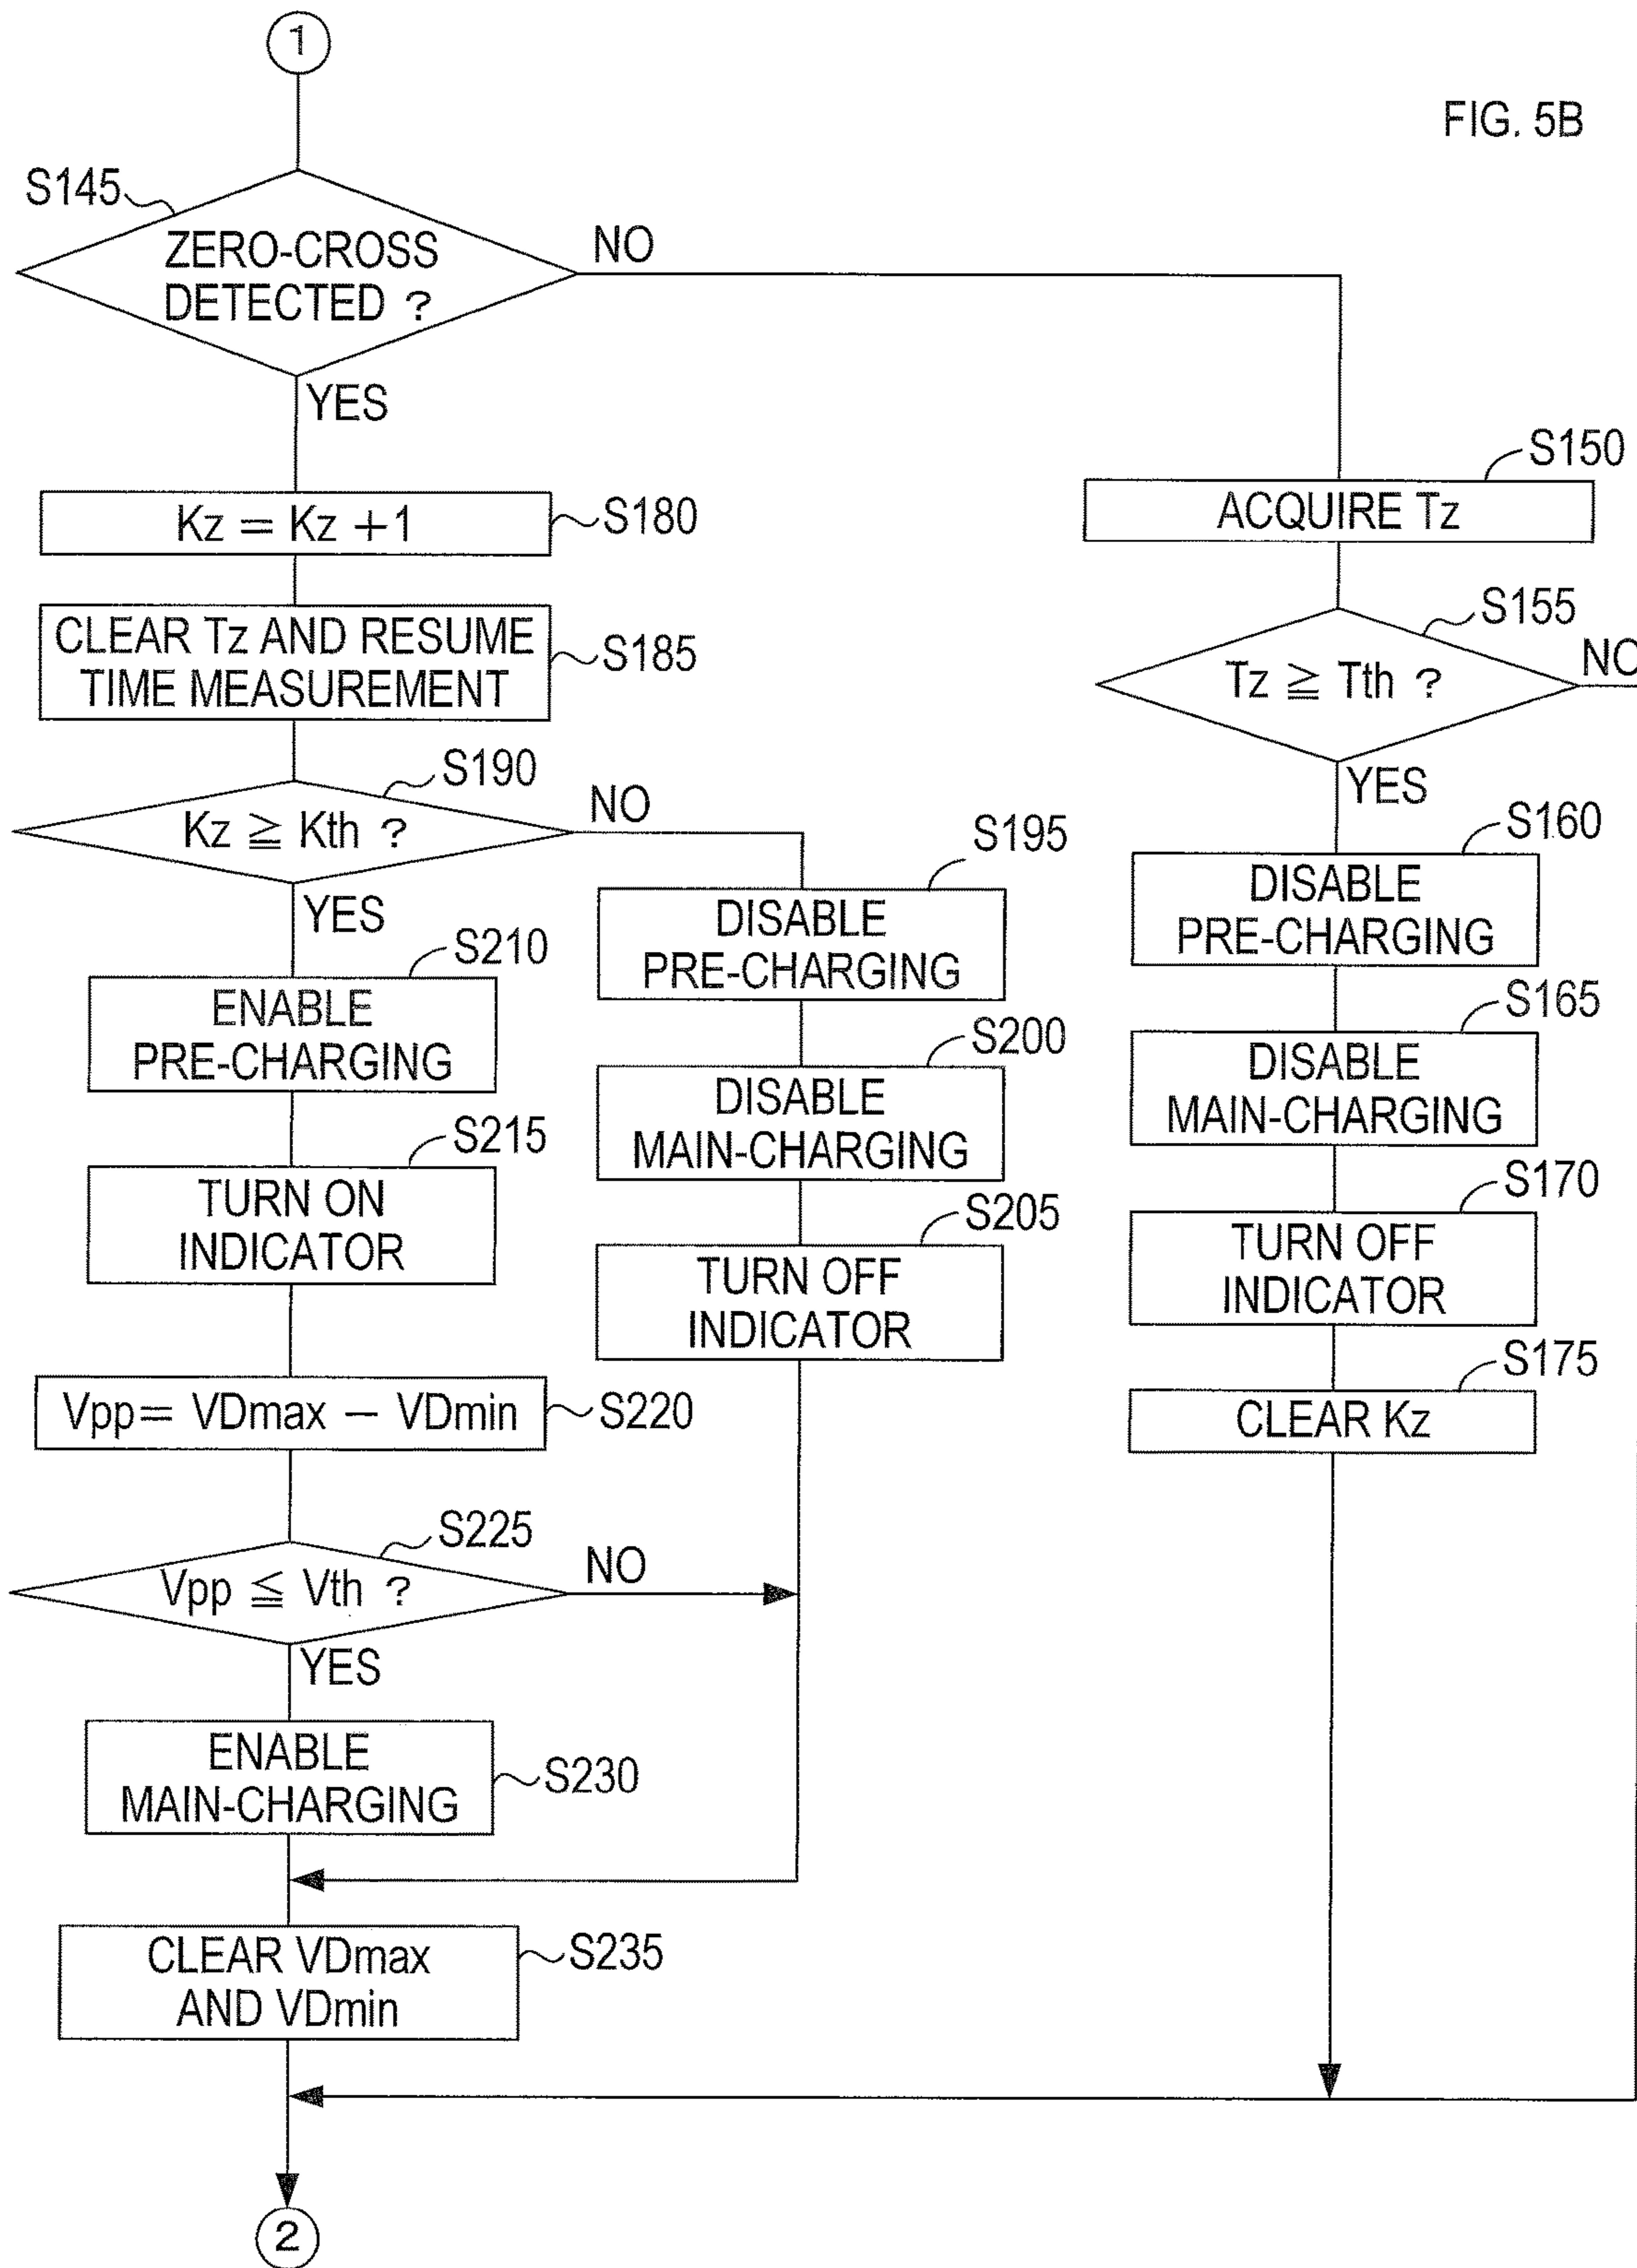 1
FIG. 5B
S145
ZERO-CROSS
DETECTED ?
NO
YES
S150
ACQUIRE Tz
Kz = Kz +1
S180
S155
Tz ≧ Tth ?
NO
YES
CLEAR Tz AND RESUME
TIME MEASUREMENT
S185
S190
Kz ≧ Kth ?
NO
YES
S195
DISABLE
PRE-CHARGING
S160
DISABLE
PRE-CHARGING
S210
ENABLE
PRE-CHARGING
S200
DISABLE
MAIN-CHARGING
S165
DISABLE
MAIN-CHARGING
S215
TURN ON
INDICATOR
S205
TURN OFF
INDICATOR
S170
TURN OFF
INDICATOR
S175
CLEAR Kz
Vpp= VDmax − VDmin
S220
S225
Vpp ≦ Vth ?
NO
YES
ENABLE
MAIN-CHARGING
S230
CLEAR VDmax
AND VDmin
S235
2